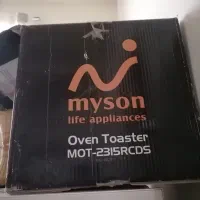 myson
life appliances
Oven Toaster
MOT-2315RCDS